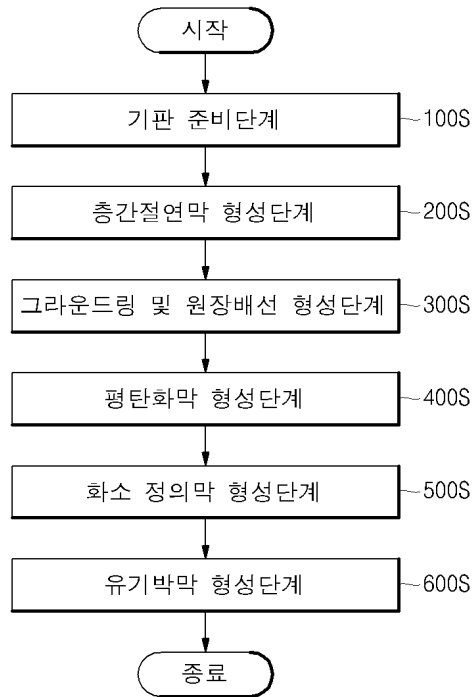 시작
기판 준비단계
100S
층간절연막 형성단계
200S
그라운드링 및 원장배선 형성단계
300S
평탄화막 형성단계
400S
화소 정의막 형성단계
500S
유기박막 형성단계
600S
종료